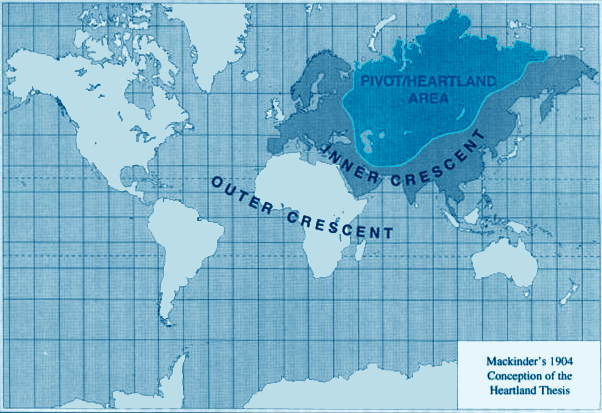 PIVOT/HEARTLAND
AREA
INNER CRESCENT
OUTER CRESCENT
Mackinder's 1904
Conception of the
Heartland Thesis